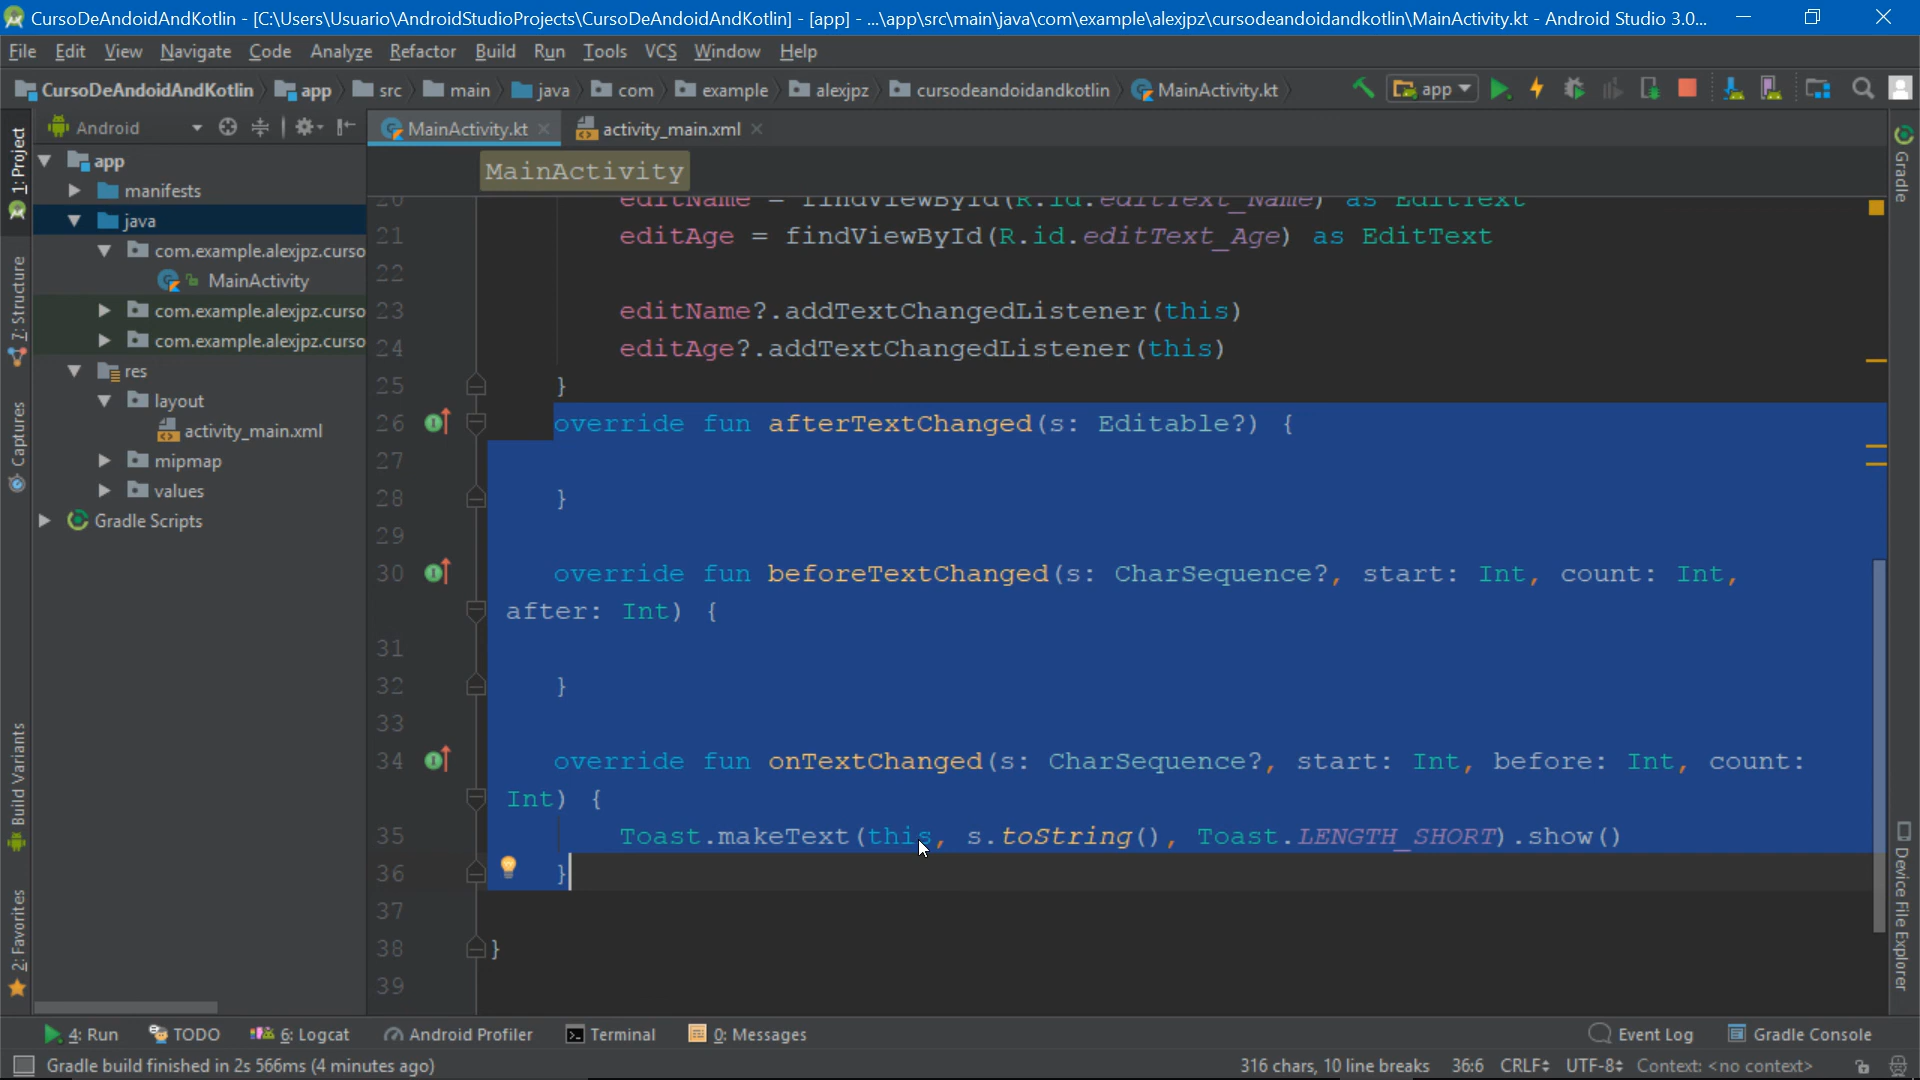 CursoDeAndoidAndKotlin - [C:\Users\Usuario\AndroidStudioProjects\CursoDeAndoidAndKotlin] - [app] - ...\app\src\main\java\com\example\alexjpz\cursodeandoidandkotlin\MainActivity.kt - Android Studio 3.0...
File Edit View Navigate Code Analyze Refactor Build Run Tools VCS Window Help
CursoDeAndoidAndKotlin app src main java com example alexjpz cursodeandoidandkotlin MainActivity.kt app
1: Project
7: Structure
Captures
Build Variants
2: Favorites
Android
app
manifests
java
com.example.alexjpz.curso
MainActivity
com.example.alexjpz.curso
com.example.alexjpz.curso
res
layout
activity_main.xml
mipmap
values
Gradle Scripts
MainActivity.kt activity_main.xml
MainActivity
20 editName = findViewById(R.id.editText_Name) as EditText
21 editAge = findViewById(R.id.editText_Age) as EditText
22
23 editName?.addTextChangedListener(this)
24 editAge?.addTextChangedListener(this)
25 }
26 override fun afterTextChanged(s: Editable?) {
27
28 }
29
30 override fun beforeTextChanged(s: CharSequence?, start: Int, count: Int,
after: Int) {
31
32 }
33
34 override fun onTextChanged(s: CharSequence?, start: Int, before: Int, count:
Int) {
35 Toast.makeText(this, s.toString(), Toast.LENGTH_SHORT).show()
36 }
37
38 }
39
Gradle
Device File Explorer
4: Run TODO 6: Logcat Android Profiler Terminal 0: Messages Event Log Gradle Console
Gradle build finished in 2s 566ms (4 minutes ago) 316 chars, 10 line breaks 36:6 CRLF UTF-8 Context: <no context>